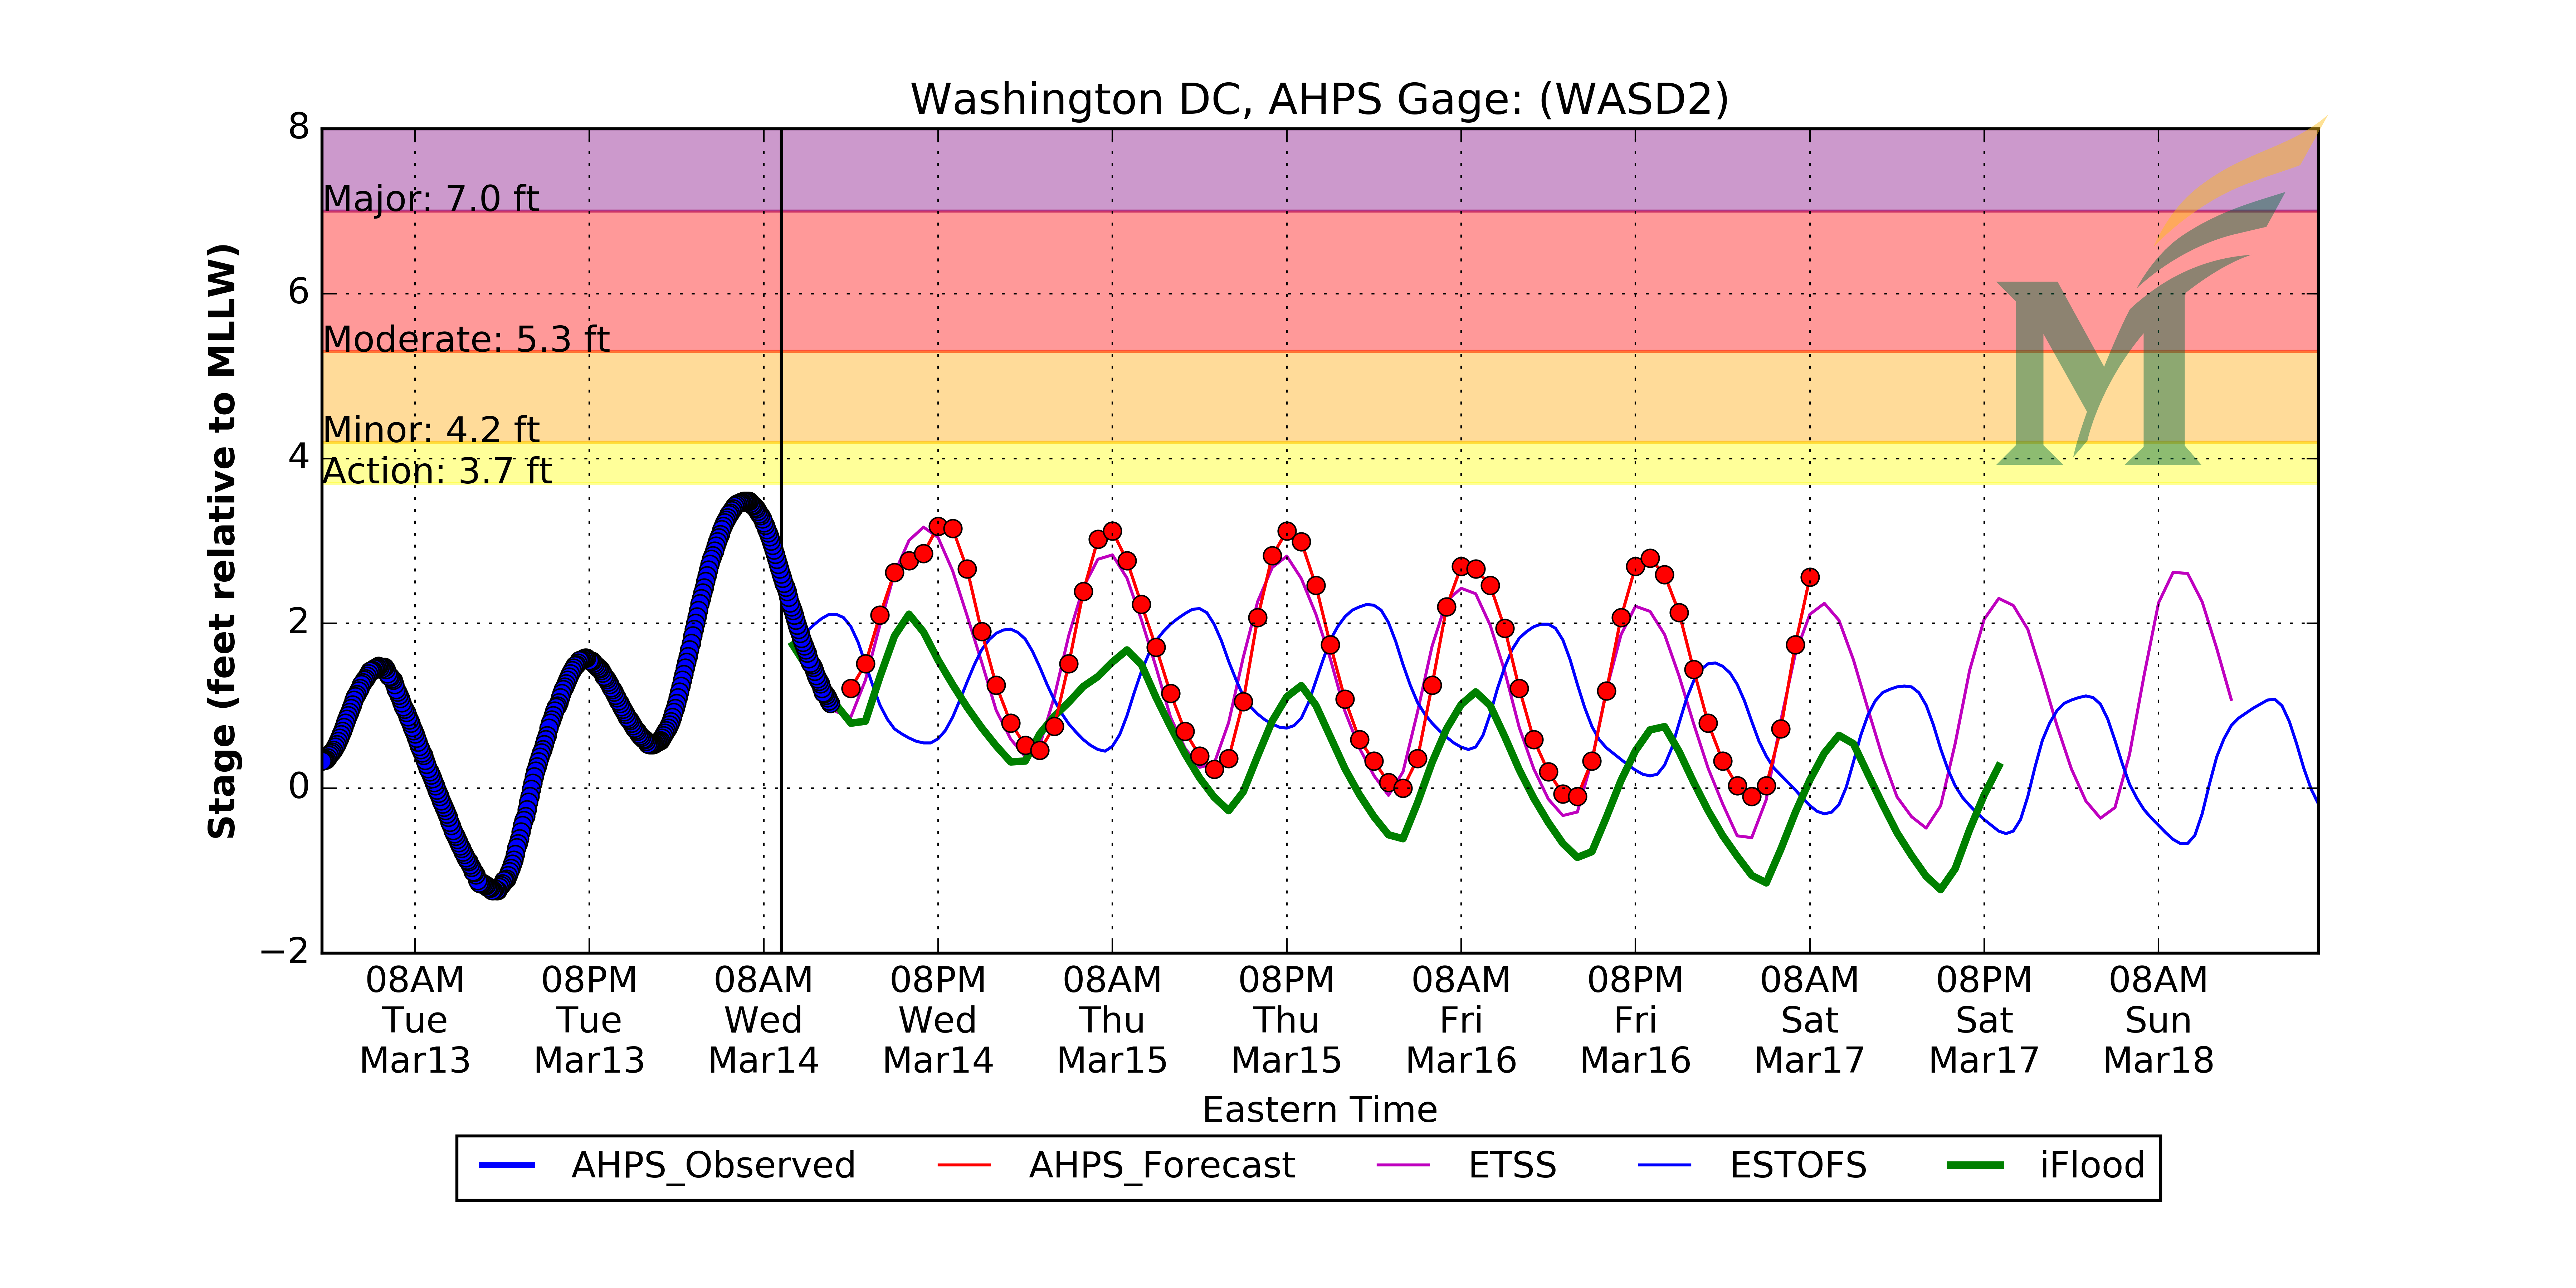 Washington DC, AHPS Gage: (WASD2)
8
Major: 7.0 ft
6
Moderate: 5.3 ft
Minor: 4.2 ft
4
Action: 3.7 ft
2
0
−2
Stage (feet relative to MLLW)
08AM 08PM 08AM 08PM 08AM 08PM 08AM 08PM 08AM 08PM 08AM
Tue Tue Wed Wed Thu Thu Fri Fri Sat Sat Sun
Mar13 Mar13 Mar14 Mar14 Mar15 Mar15 Mar16 Mar16 Mar17 Mar17 Mar18
Eastern Time
AHPS_Observed AHPS_Forecast ETSS ESTOFS iFlood
M